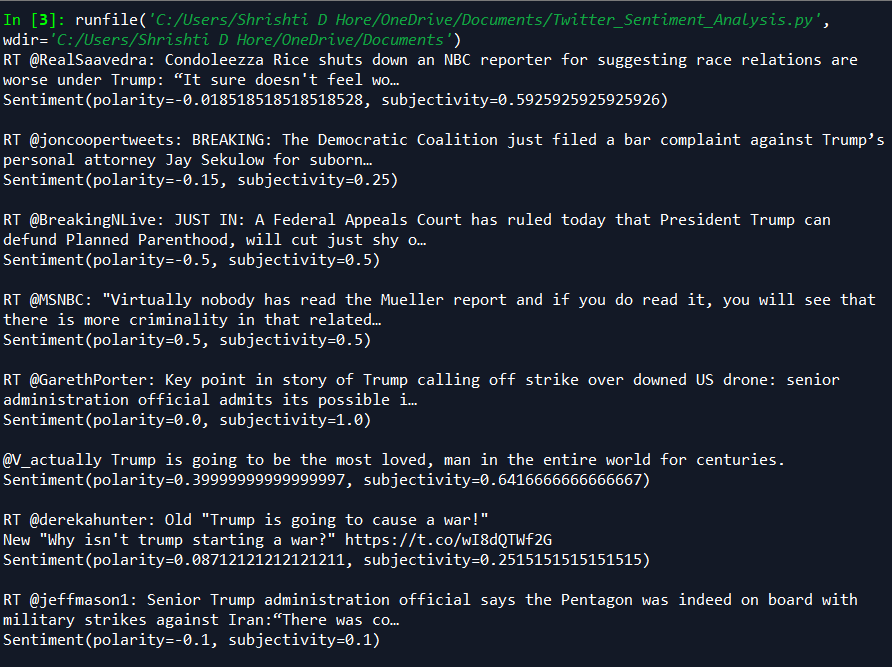 In [3]: runfile('C:/Users/Shrishti D Hore/OneDrive/Documents/Twitter_Sentiment_Analysis.py',
wdir='C:/Users/Shrishti D Hore/OneDrive/Documents')
RT @RealSaavedra: Condoleezza Rice shuts down an NBC reporter for suggesting race relations are
worse under Trump: “It sure doesn't feel wo…
Sentiment(polarity=-0.018518518518518528, subjectivity=0.5925925925925926)
RT @joncoopertweets: BREAKING: The Democratic Coalition just filed a bar complaint against Trump’s
personal attorney Jay Sekulow for suborn…
Sentiment(polarity=-0.15, subjectivity=0.25)
RT @BreakingNLive: JUST IN: A Federal Appeals Court has ruled today that President Trump can
defund Planned Parenthood, will cut just shy o…
Sentiment(polarity=-0.5, subjectivity=0.5)
RT @MSNBC: "Virtually nobody has read the Mueller report and if you do read it, you will see that
there is more criminality in that related…
Sentiment(polarity=0.5, subjectivity=0.5)
RT @GarethPorter: Key point in story of Trump calling off strike over downed US drone: senior
administration official admits its possible i…
Sentiment(polarity=0.0, subjectivity=1.0)
@V_actually Trump is going to be the most loved, man in the entire world for centuries.
Sentiment(polarity=0.39999999999999997, subjectivity=0.6416666666666667)
RT @derekahunter: Old "Trump is going to cause a war!"
New "Why isn't trump starting a war?" https://t.co/wI8dQTWf2G
Sentiment(polarity=0.08712121212121211, subjectivity=0.2515151515151515)
RT @jeffmason1: Senior Trump administration official says the Pentagon was indeed on board with
military strikes against Iran:“There was co…
Sentiment(polarity=-0.1, subjectivity=0.1)